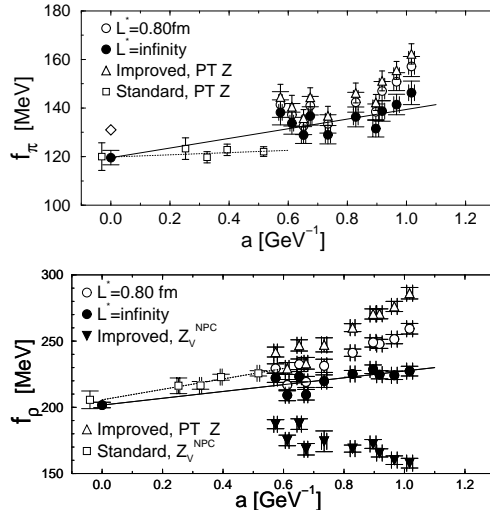 180
160
140
120
100
f_π [MeV]
L*=0.80fm
L*=infinity
Improved, PT Z
Standard, PT Z
0.0 0.2 0.4 0.6 0.8 1.0 1.2
a [GeV⁻¹]
300
250
200
150
f_ρ [MeV]
L*=0.80 fm
L*=infinity
Improved, Z_V^NPC
Improved, PT Z
Standard, Z_V^NPC
0.0 0.2 0.4 0.6 0.8 1.0 1.2
a [GeV⁻¹]